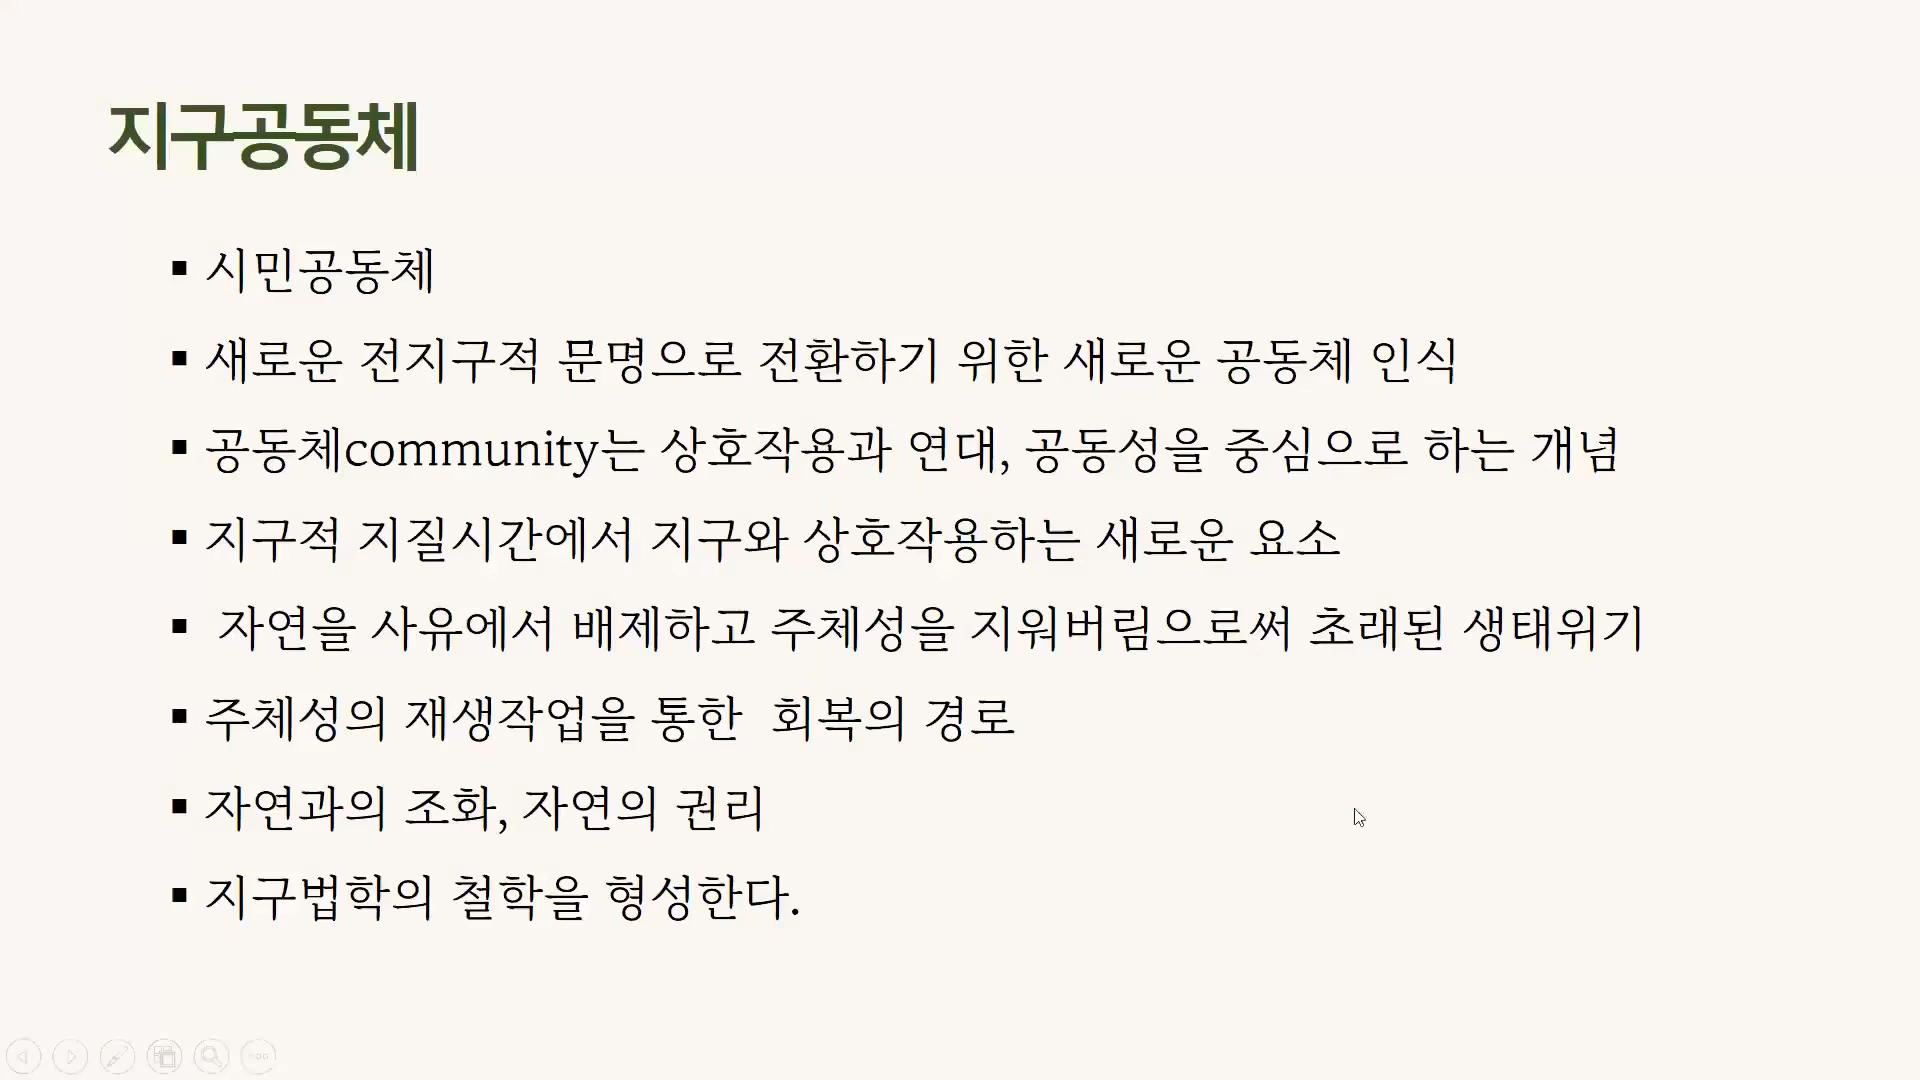 지구공동체
▪ 시민공동체
▪ 새로운 전지구적 문명으로 전환하기 위한 새로운 공동체 인식
▪ 공동체community는 상호작용과 연대, 공동성을 중심으로 하는 개념
▪ 지구적 지질시간에서 지구와 상호작용하는 새로운 요소
▪ 자연을 사유에서 배제하고 주체성을 지워버림으로써 초래된 생태위기
▪ 주체성의 재생작업을 통한 회복의 경로
▪ 자연과의 조화, 자연의 권리
▪ 지구법학의 철학을 형성한다.